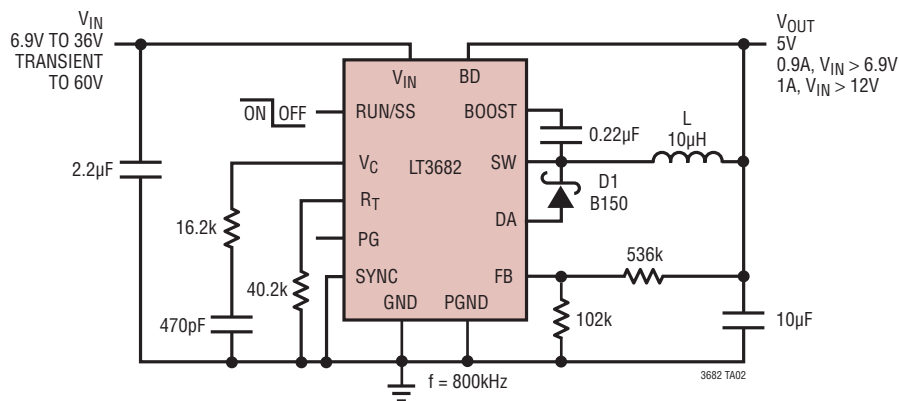 VIN
6.9V TO 36V
TRANSIENT
TO 60V
VOUT
5V
0.9A, VIN > 6.9V
1A, VIN > 12V
VIN
BD
ON
OFF
RUN/SS
BOOST
0.22µF
L
10µH
2.2µF
VC
LT3682
SW
D1
B150
RT
DA
16.2k
PG
40.2k
SYNC
FB
536k
GND
PGND
470pF
102k
10µF
f = 800kHz
3682 TA02